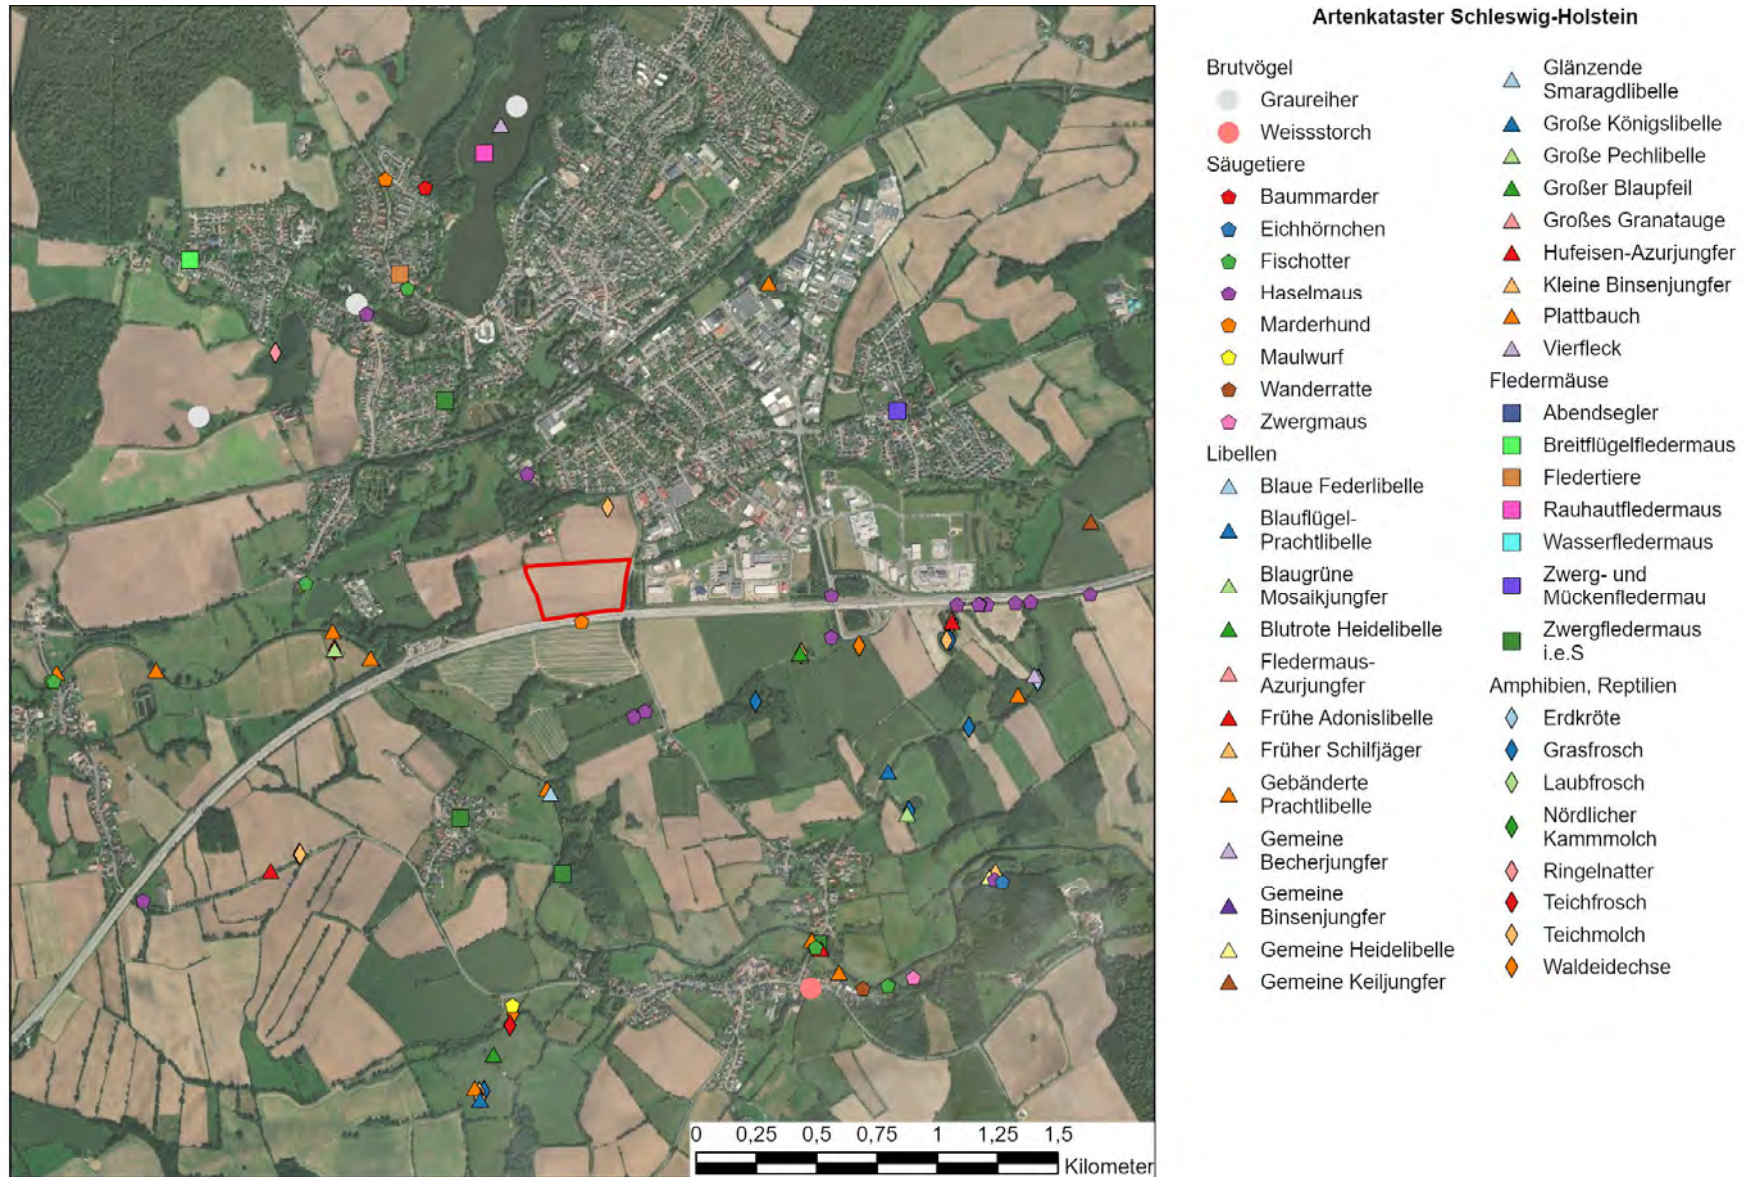 Artenkataster Schleswig-Holstein
Brutvögel
Graureiher
Weissstorch
Säugetiere
Baummarder
Eichhörnchen
Fischotter
Haselmaus
Marderhund
Maulwurf
Wanderratte
Zwergmaus
Libellen
Blaue Federlibelle
Blauflügel-
Prachtlibelle
Blaugrüne
Mosaikjungfer
Blutrote Heidelibelle
Fledermaus-
Azurjungfer
Frühe Adonislibelle
Früher Schilfjäger
Gebänderte
Prachtlibelle
Gemeine
Becherjungfer
Gemeine
Binsenjungfer
Gemeine Heidelibelle
Gemeine Keiljungfer
Glänzende
Smaragdlibelle
Große Königslibelle
Große Pechlibelle
Großer Blaupfeil
Großes Granatauge
Hufeisen-Azurjungfer
Kleine Binsenjungfer
Plattbauch
Vierfleck
Fledermäuse
Abendsegler
Breitflügelfledermaus
Fledertiere
Rauhautfledermaus
Wasserfledermaus
Zwerg- und
Mückenfledermau
Zwergfledermaus
i.e.S
Amphibien, Reptilien
Erdkröte
Grasfrosch
Laubfrosch
Nördlicher
Kammmolch
Ringelnatter
Teichfrosch
Teichmolch
Waldeidechse
0 0,25 0,5 0,75 1 1,25 1,5
Kilometer